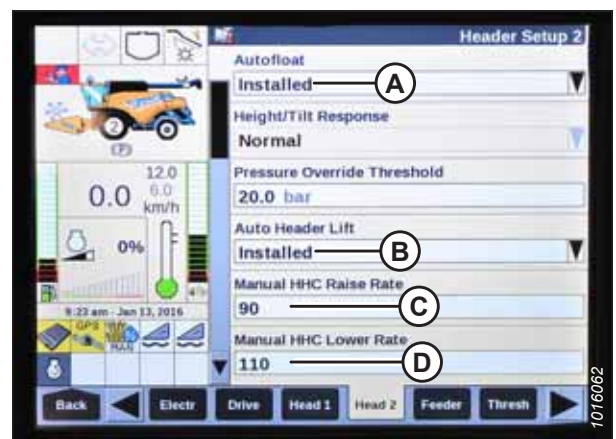 Header Setup 2
Autofloat
Installed
A
Height/Tilt Response
Normal
Pressure Override Threshold
20.0 bar
Auto Header Lift
Installed
B
Manual HHC Raise Rate
90
C
Manual HHC Lower Rate
110
D
2
(F)
12.0
0.0
6.0
km/h
0%
9:23 am - Jan 13, 2016
GPS
Back
Electr
Drive
Head 1
Head 2
Feeder
Thresh
1016062